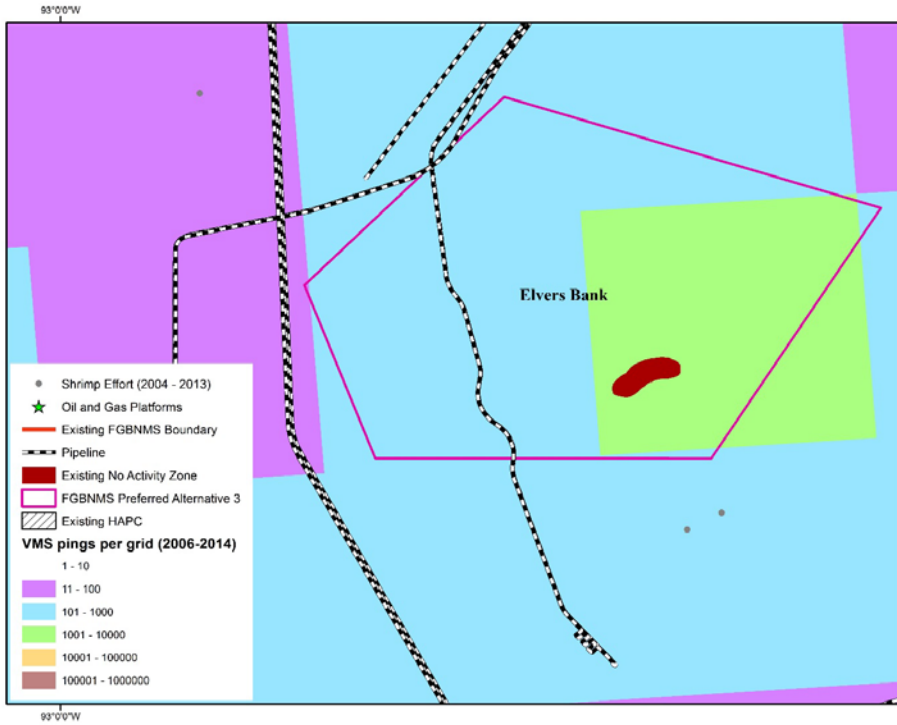 93°0'0"W
Elvers Bank
Shrimp Effort (2004 - 2013)
Oil and Gas Platforms
Existing FGBNMS Boundary
Pipeline
Existing No Activity Zone
FGBNMS Preferred Alternative 3
Existing HAPC
VMS pings per grid (2006-2014)
1 - 10
11 - 100
101 - 1000
1001 - 10000
10001 - 100000
100001 - 1000000
93°0'0"W